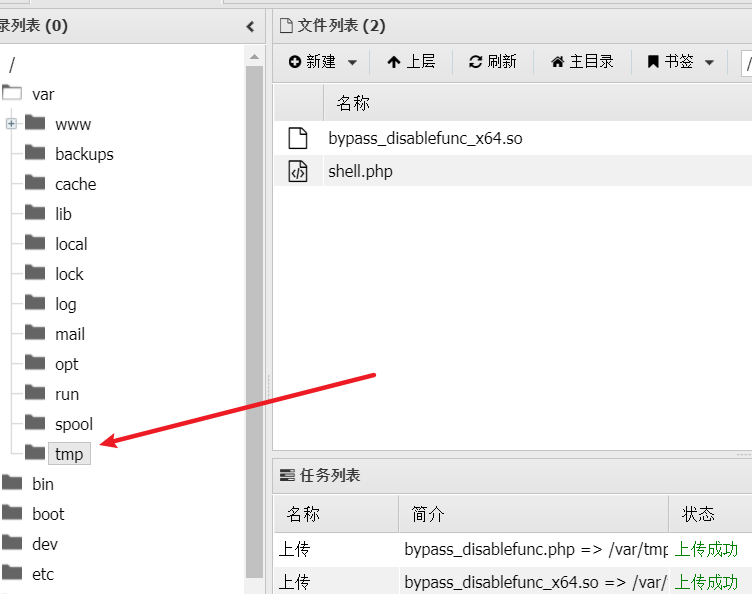 录列表 (0)
/
var
www
backups
cache
lib
local
lock
log
mail
opt
run
spool
tmp
bin
boot
dev
etc
文件列表 (2)
新建 上层 刷新 主目录 书签 /
名称
bypass_disablefunc_x64.so
shell.php
任务列表
名称 简介 状态
上传 bypass_disablefunc.php => /var/tmp 上传成功
上传 bypass_disablefunc_x64.so => /var/ 上传成功